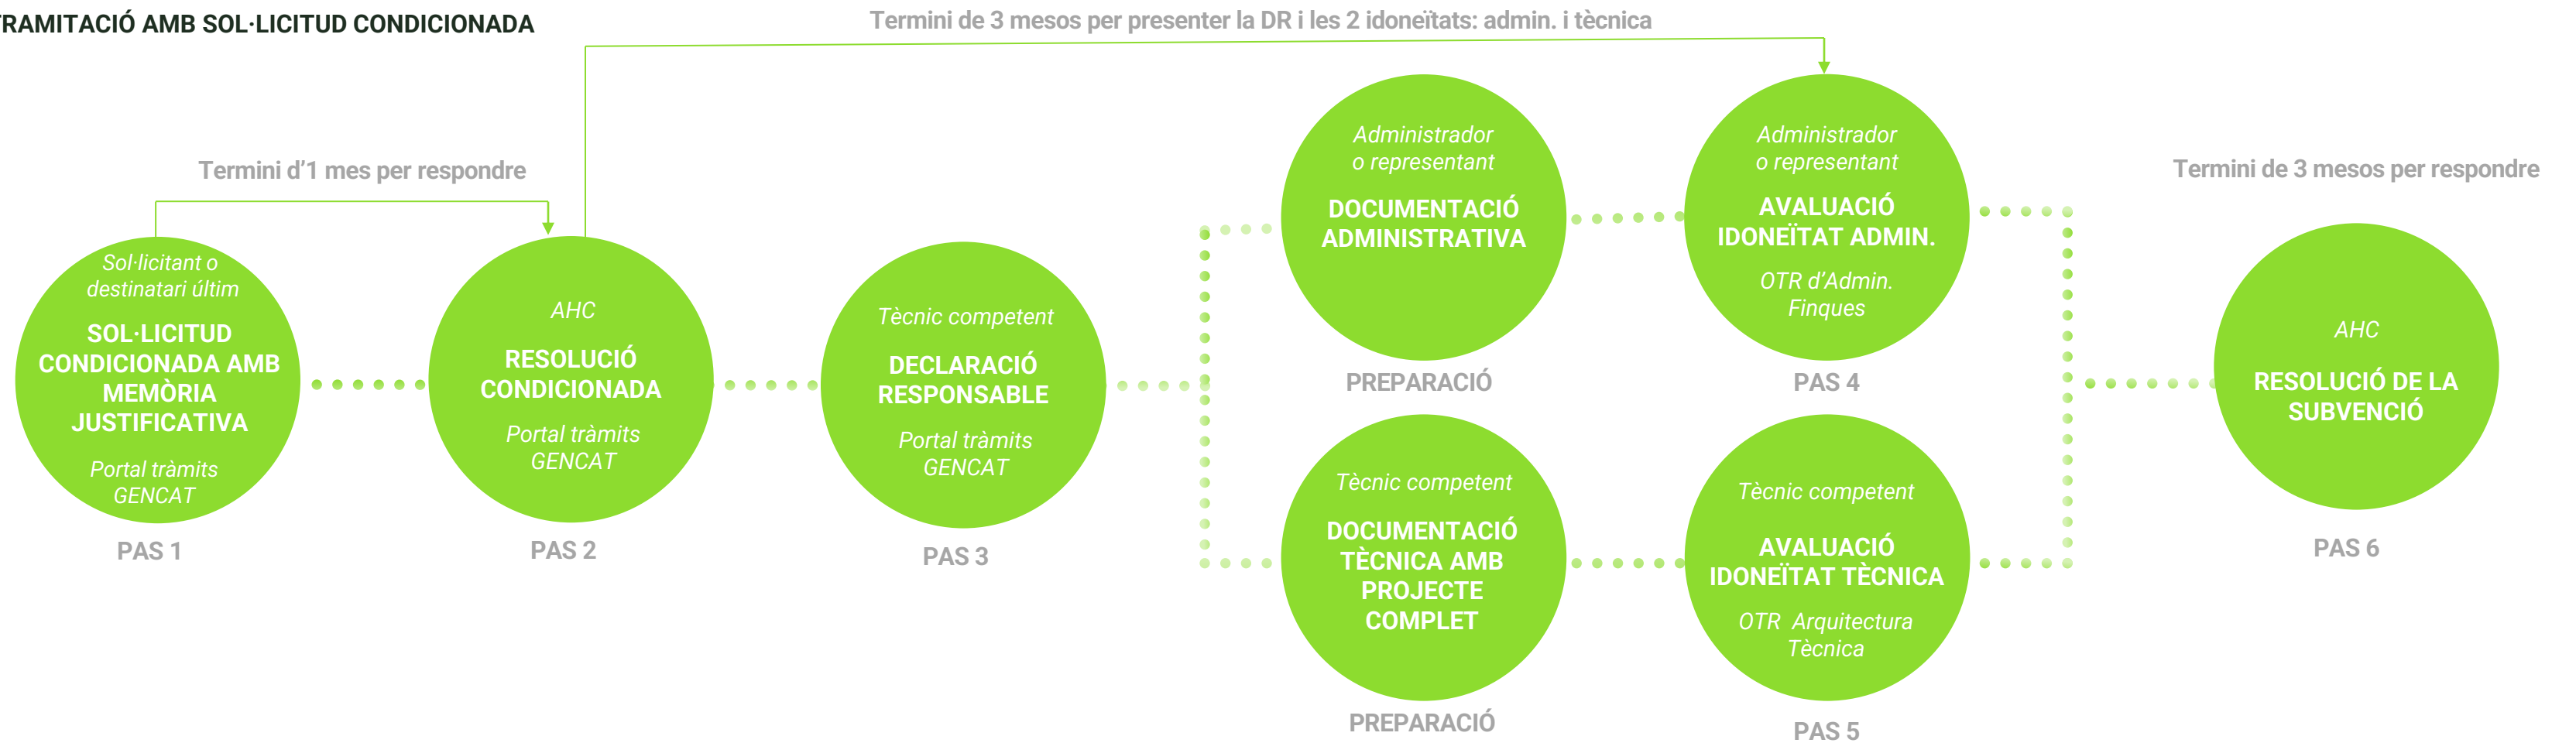 TRAMITACIÓ AMB SOL·LICITUD CONDICIONADA
Termini de 3 mesos per presenter la DR i les 2 idoneïtats: admin. i tècnica
Termini d'1 mes per respondre
Sol·licitant o
destinatari últim
SOL·LICITUD
CONDICIONADA AMB
MEMÒRIA
JUSTIFICATIVA
Portal tràmits
GENCAT
PAS 1
AHC
RESOLUCIÓ
CONDICIONADA
Portal tràmits
GENCAT
PAS 2
Tècnic competent
DECLARACIÓ
RESPONSABLE
Portal tràmits
GENCAT
PAS 3
Administrador
o representant
DOCUMENTACIÓ
ADMINISTRATIVA
PREPARACIÓ
Administrador
o representant
AVALUACIÓ
IDONEÏTAT ADMIN.
OTR d'Admin.
Finques
PAS 4
Tècnic competent
DOCUMENTACIÓ
TÈCNICA AMB
PROJECTE
COMPLET
PREPARACIÓ
Tècnic competent
AVALUACIÓ
IDONEÏTAT TÈCNICA
OTR Arquitectura
Tècnica
PAS 5
Termini de 3 mesos per respondre
AHC
RESOLUCIÓ DE LA
SUBVENCIÓ
PAS 6